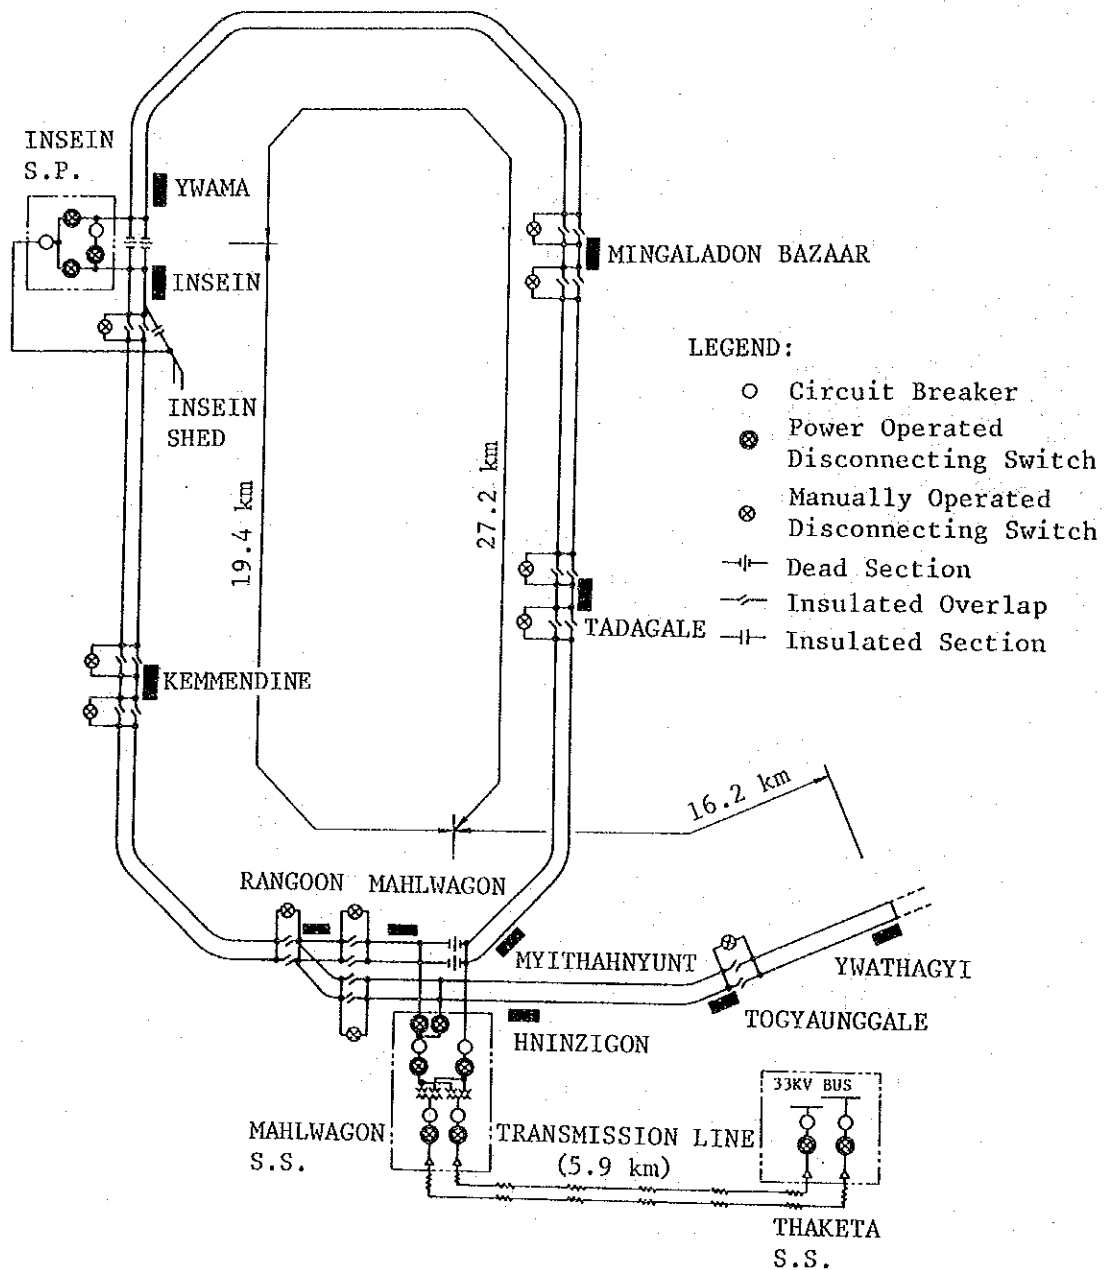 INSEIN
S.P.
YWAMA
INSEIN
MINGALADON BAZAAR
INSEIN
SHED
LEGEND:
Circuit Breaker
Power Operated
Disconnecting Switch
Manually Operated
Disconnecting Switch
Dead Section
Insulated Overlap
Insulated Section
19.4 km
27.2 km
TADAGALE
KEMMENDINE
16.2 km
RANGOON
MAHLWAGON
MYITHAHNYUNT
YWATHAGYI
TOGYAUNGGALE
HNINZIGON
33KV BUS
MAHLWAGON
S.S.
TRANSMISSION LINE
(5.9 km)
THAKETA
S.S.